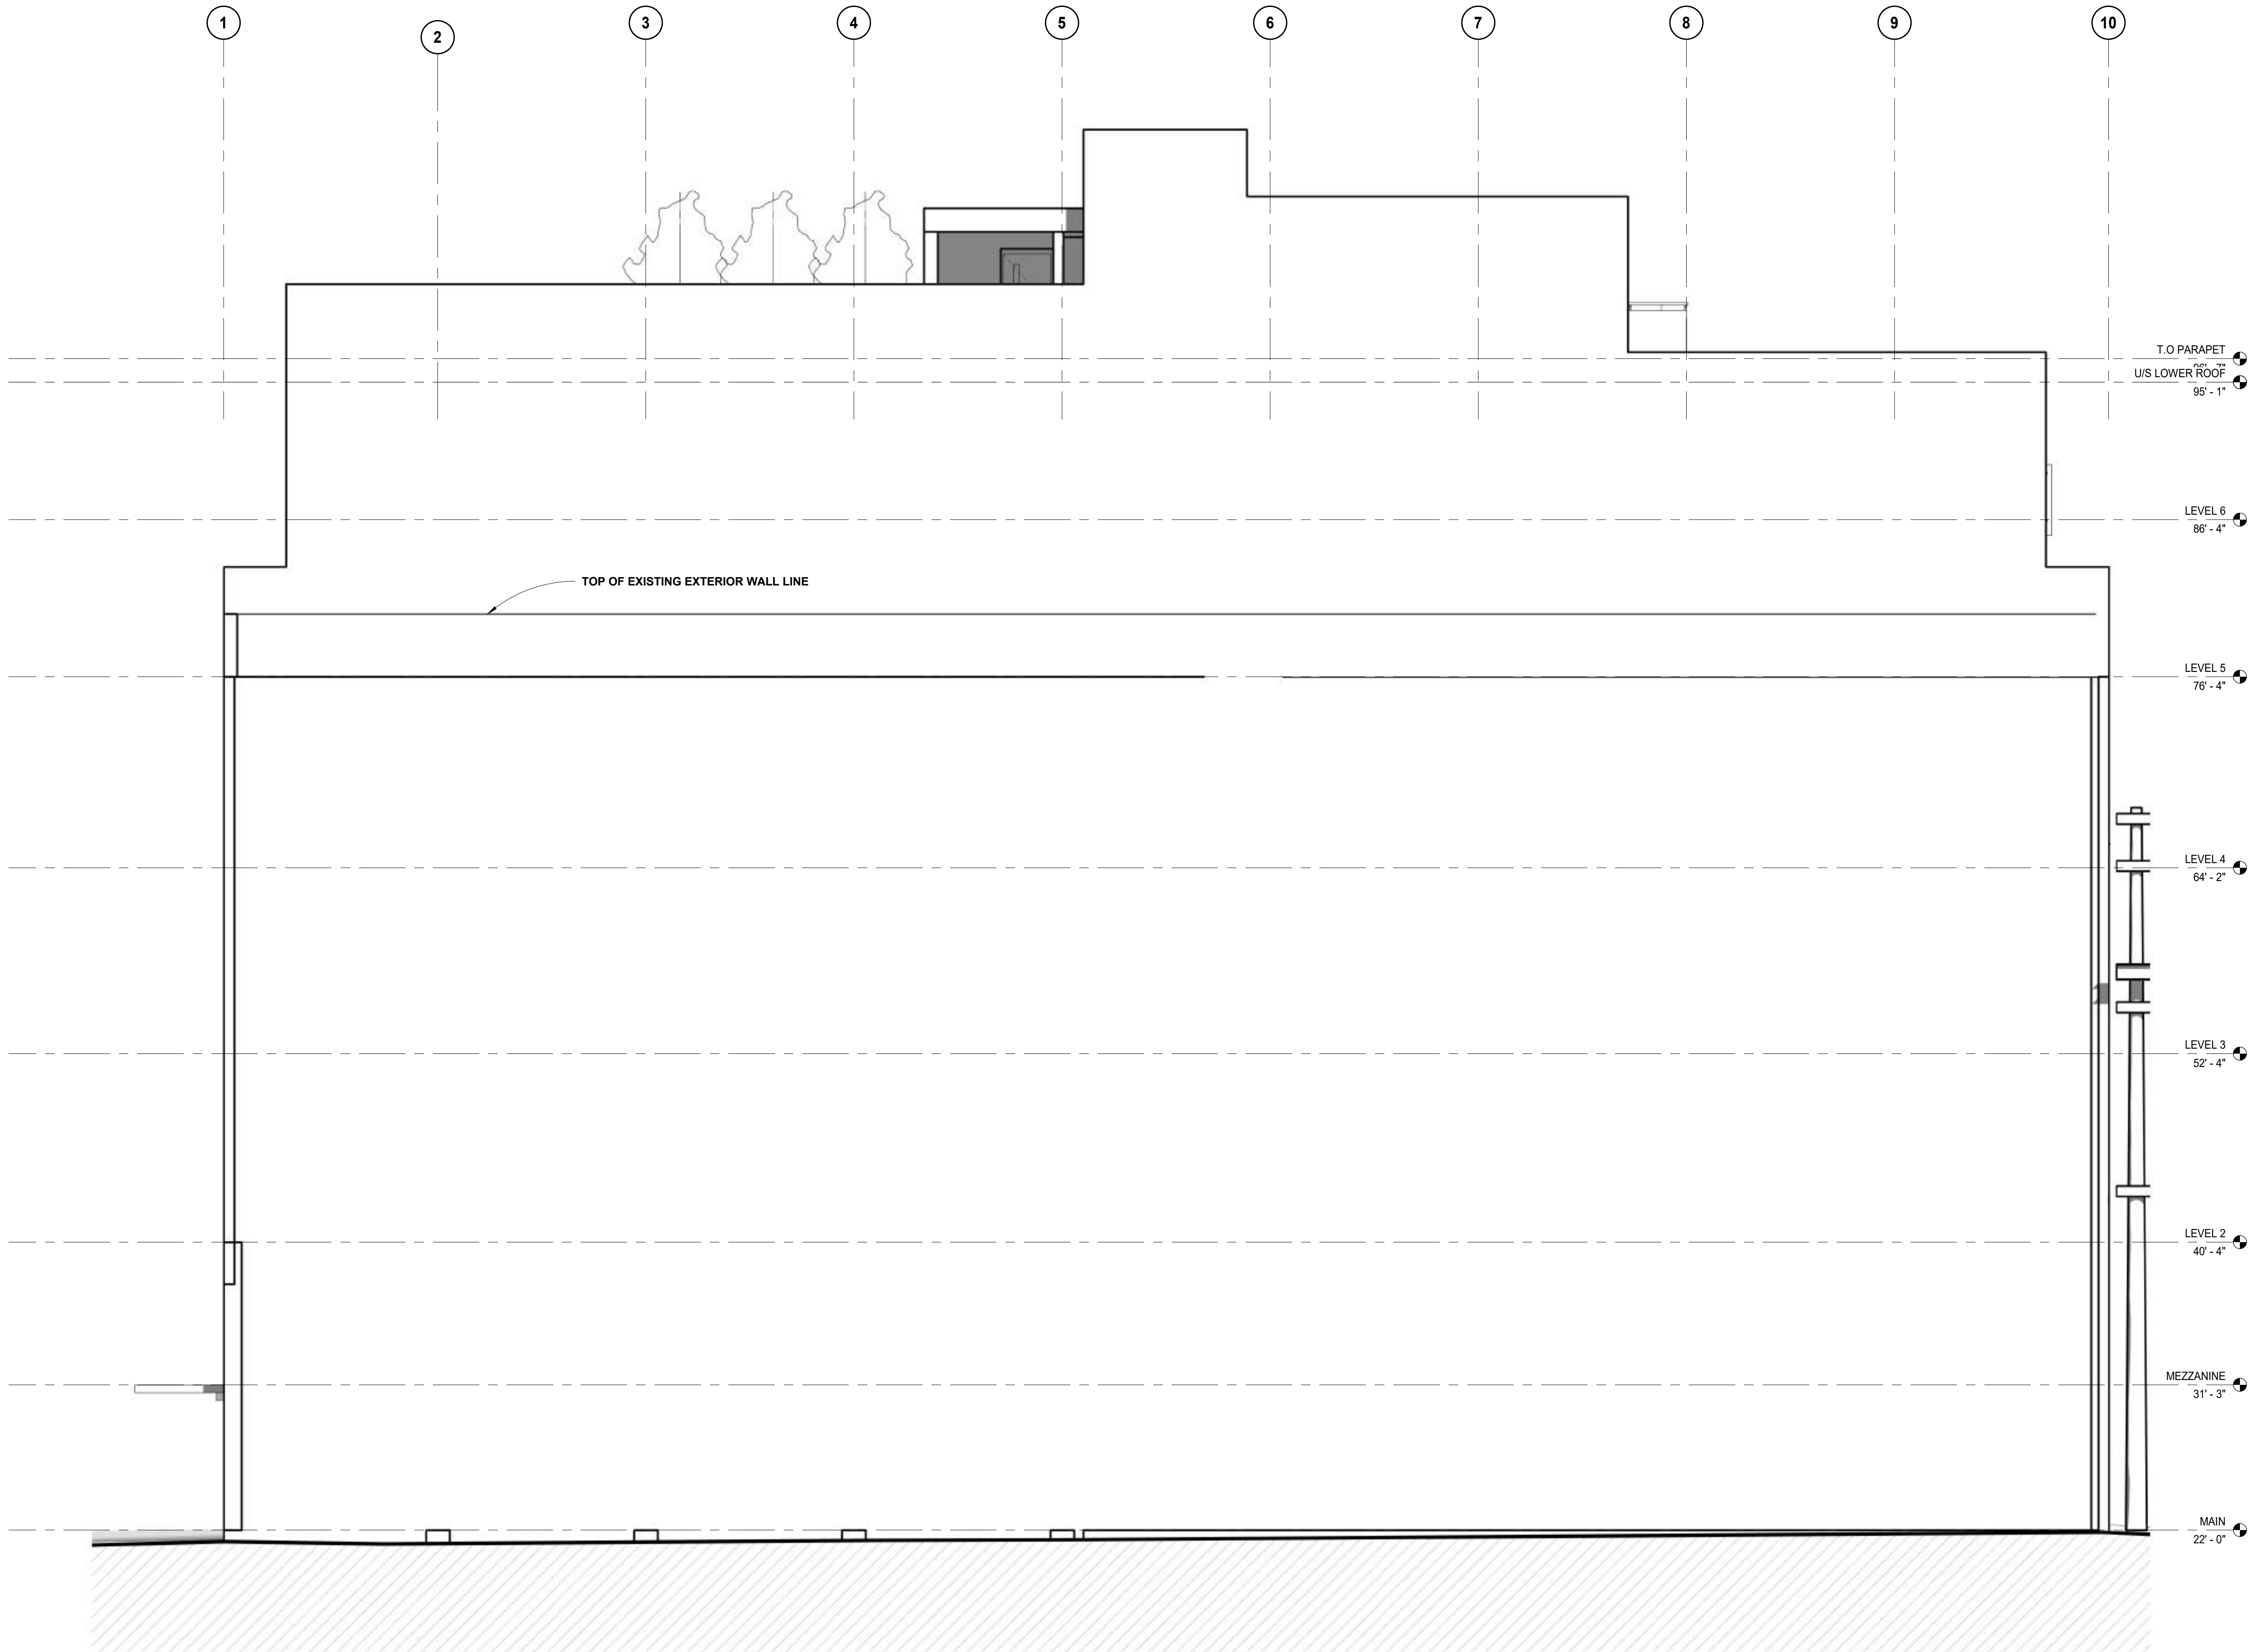 1
2
3
4
5
6
7
8
9
10
T.O PARAPET
U/S LOWER ROOF
95' - 1"
LEVEL 6
86' - 4"
TOP OF EXISTING EXTERIOR WALL LINE
LEVEL 5
76' - 4"
LEVEL 4
64' - 2"
LEVEL 3
52' - 4"
LEVEL 2
40' - 4"
MEZZANINE
31' - 3"
MAIN
22' - 0"